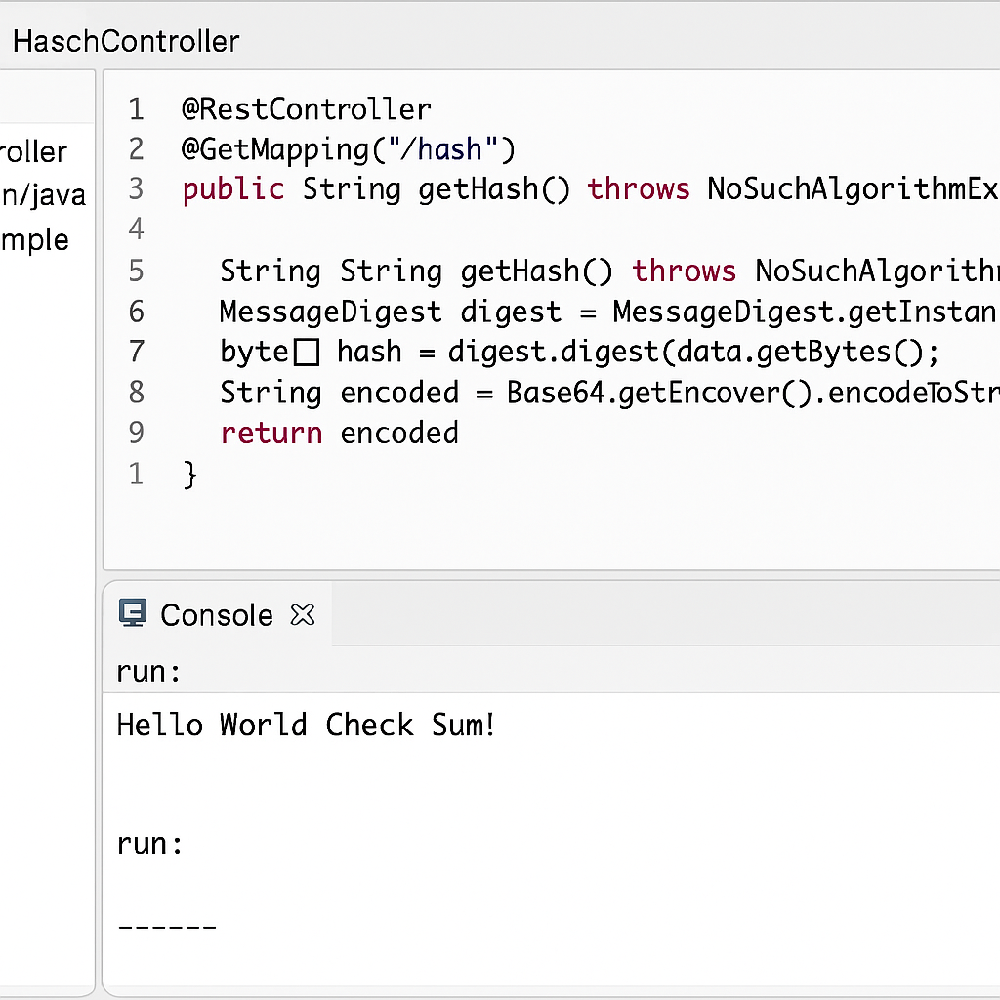 HaschController
roller
n/java
mple
1 @RestController
2 @GetMapping("/hash")
3 public String getHash() throws NoSuchAlgorithmEx
4
5 String String getHash() throws NoSuchAlgorith
6 MessageDigest digest = MessageDigest.getInstan
7 byte[] hash = digest.digest(data.getBytes();
8 String encoded = Base64.getEncover().encodeToStr
9 return encoded
1 }
Console
run:
Hello World Check Sum!
run:
------